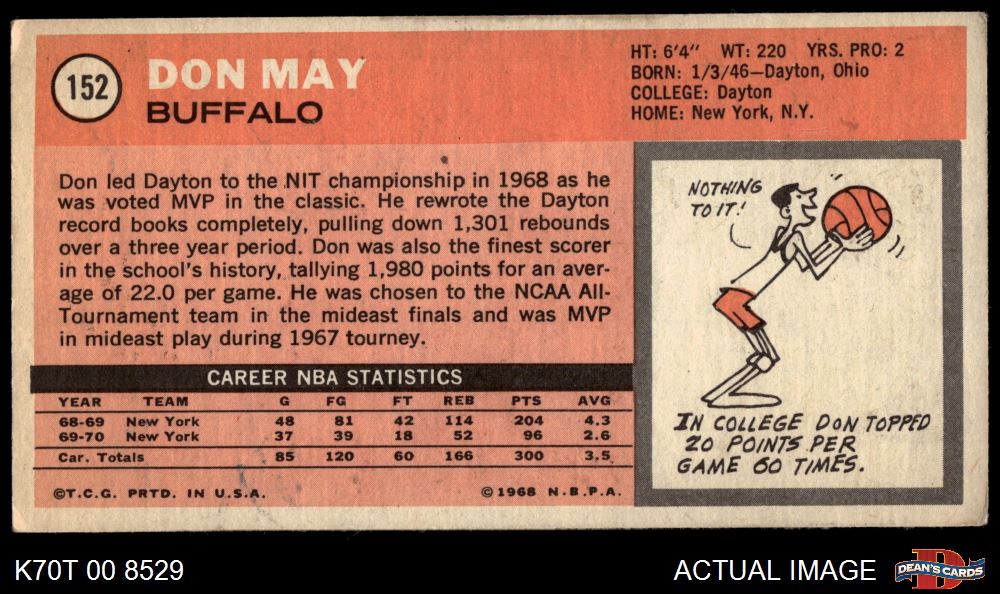 152
DON MAY
BUFFALO
HT: 6'4" WT: 220 YRS. PRO: 2
BORN: 1/3/46—Dayton, Ohio
COLLEGE: Dayton
HOME: New York, N.Y.
Don led Dayton to the NIT championship in 1968 as he
was voted MVP in the classic. He rewrote the Dayton
record books completely, pulling down 1,301 rebounds
over a three year period. Don was also the finest scorer
in the school's history, tallying 1,980 points for an aver-
age of 22.0 per game. He was chosen to the NCAA All-
Tournament team in the mideast finals and was MVP
in mideast play during 1967 tourney.
CAREER NBA STATISTICS
YEAR TEAM G FG FT REB PTS AVG
68-69 New York 48 81 42 114 204 4.3
69-70 New York 37 39 18 52 96 2.6
Car. Totals 85 120 60 166 300 3.5
©T.C.G. PRTD. IN U.S.A. ©1968 N.B.P.A.
NOTHING
TO IT!
IN COLLEGE DON TOPPED
20 POINTS PER
GAME 60 TIMES.
K70T 00 8529
ACTUAL IMAGE
DEAN'S CARDS